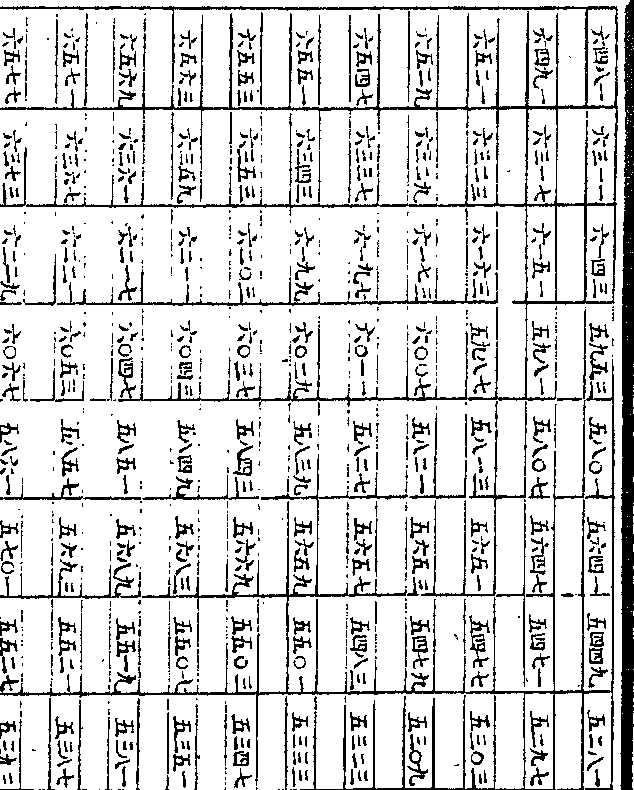 六四八一 六三一一 六一四三 五九五三 五八〇一 五六四一 五四四九 五二八一
六四九一 六三一七 六一五一 五九八一 五八〇七 五六四七 五四七一 五二九七
六五二一 六三二三 六一六三 五九八七 五八一三 五六五一 五四七七 五三〇三
六五二九 六三二九 六一七三 六〇〇七 五八二一 五六五三 五四七九 五三〇九
六五四七 六三三七 六一九七 六〇一一 五八二七 五六五七 五四八三 五三二三
六五五一 六三四三 六一九九 六〇二九 五八三九 五六五九 五五〇一 五三三三
六五五三 六三五三 六二〇三 六〇三七 五八四三 五六六九 五五〇三 五三四七
六五六三 六三五九 六二一一 六〇四三 五八四九 五六八三 五五〇七 五三五一
六五六九 六三六一 六二一七 六〇四七 五八五一 五六八九 五五一九 五三八一
六五七一 六三六七 六二二一 六〇五三 五八五七 五六九三 五五二一 五三八七
六五七七 六三七三 六二二九 六〇六七 五八六一 五七〇一 五五二七 五三九三